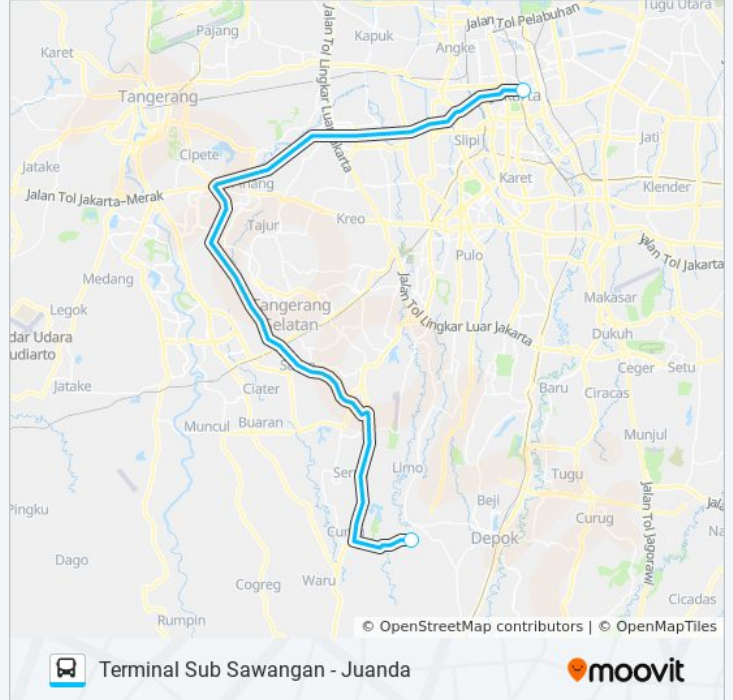 Jalan Tol Pelabuhan
Tugu Utara
Pajang
Kapuk
Angke
Karet
Tangerang
Jalan Tol Lingkar Luar Jakarta
Slipi
Jati
Cipete
Karet
Klender
Jatake
Jalan Tol Jakarta–Merak
Kreo
Tajur
Pulo
Jalan Tol Jakarta
Medang
Makasar
Legok
Tangerang
Selatan
Jalan Tol Lingkar Luar Jakarta
Dukuh
dar Udara
udiarto
Ceger
Setu
Jatake
Ciater
Baru
Ciracas
Muncul
Buaran
Munjul
Limo
Tugu
Beji
Jalan Tol Jagorawi
Pingku
Curug
Depok
Dago
Waru
Cogreg
Cicadas
Rumpin
© OpenStreetMap contributors | © OpenMapTiles
Terminal Sub Sawangan - Juanda
moovit